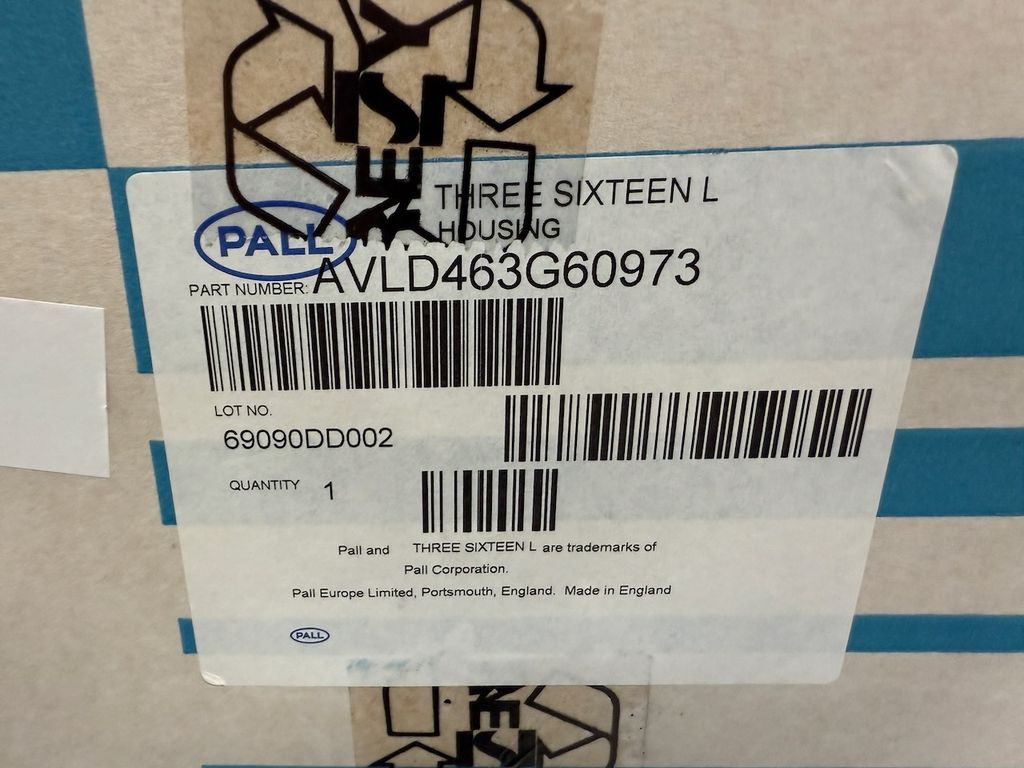 THREE SIXTEEN L
PALL HOUSING
PART NUMBER: AVLD463G60973
LOT NO.
69090DD002
QUANTITY 1
Pall and THREE SIXTEEN L are trademarks of
Pall Corporation.
Pall Europe Limited, Portsmouth, England. Made in England
PALL